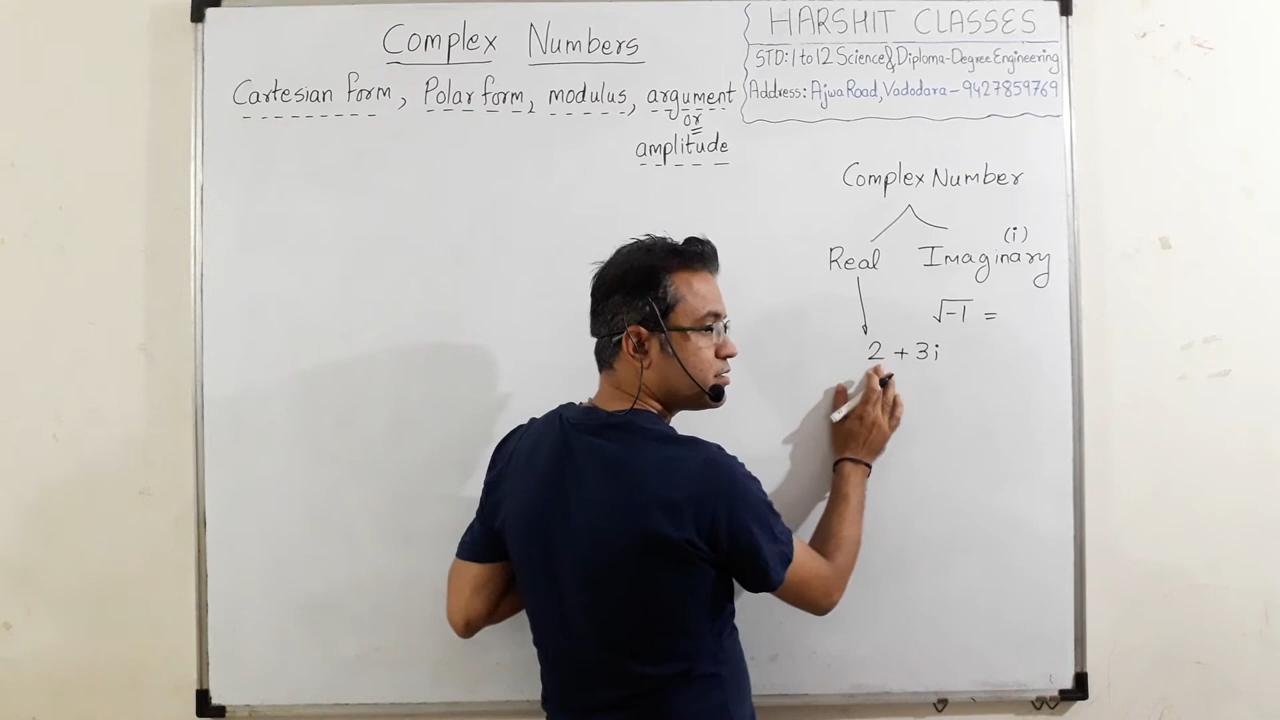 Complex Numbers
Cartesian form, Polar form, modulus, argument
or
amplitude
HARSHIT CLASSES
STD: 1 to 12 Science & Diploma-Degree Engineering
Address: Ajwa Road, Vadodara - 9427859769
Complex Number
(i)
Real Imaginary
√-1 =
2 + 3i